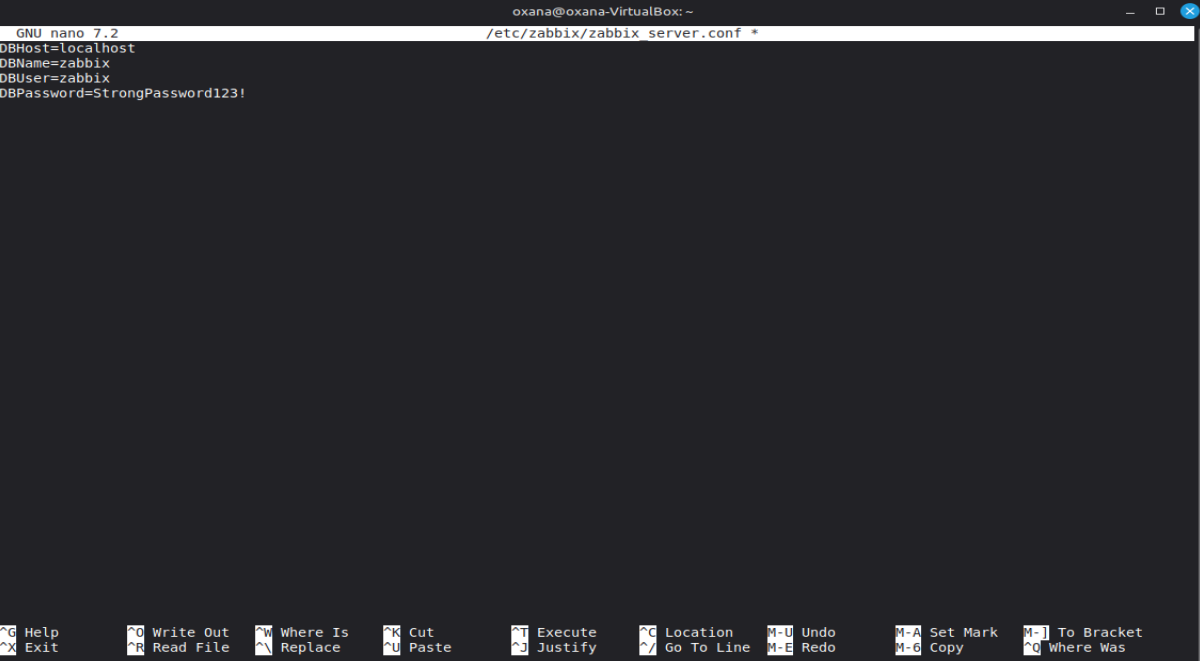 oxana@oxana-VirtualBox: ~
GNU nano 7.2 /etc/zabbix/zabbix_server.conf *
DBHost=localhost
DBName=zabbix
DBUser=zabbix
DBPassword=StrongPassword123!
^G Help ^O Write Out ^W Where Is ^K Cut ^T Execute ^C Location M-U Undo M-A Set Mark M-] To Bracket
^X Exit ^R Read File ^\ Replace ^U Paste ^J Justify ^/ Go To Line M-E Redo M-6 Copy ^Q Where Was